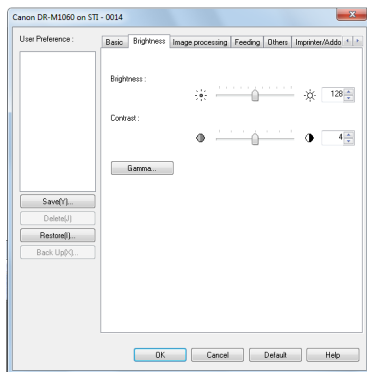 Canon DR-M1060 on STI - 0014
User Preference :
Basic
Brightness
Image processing
Feeding
Others
Imprinter/Addo
Brightness :
128
Contrast :
4
Gamma...
Save(Y)...
Delete(J)
Restore(I)...
Back Up(X)...
OK
Cancel
Default
Help